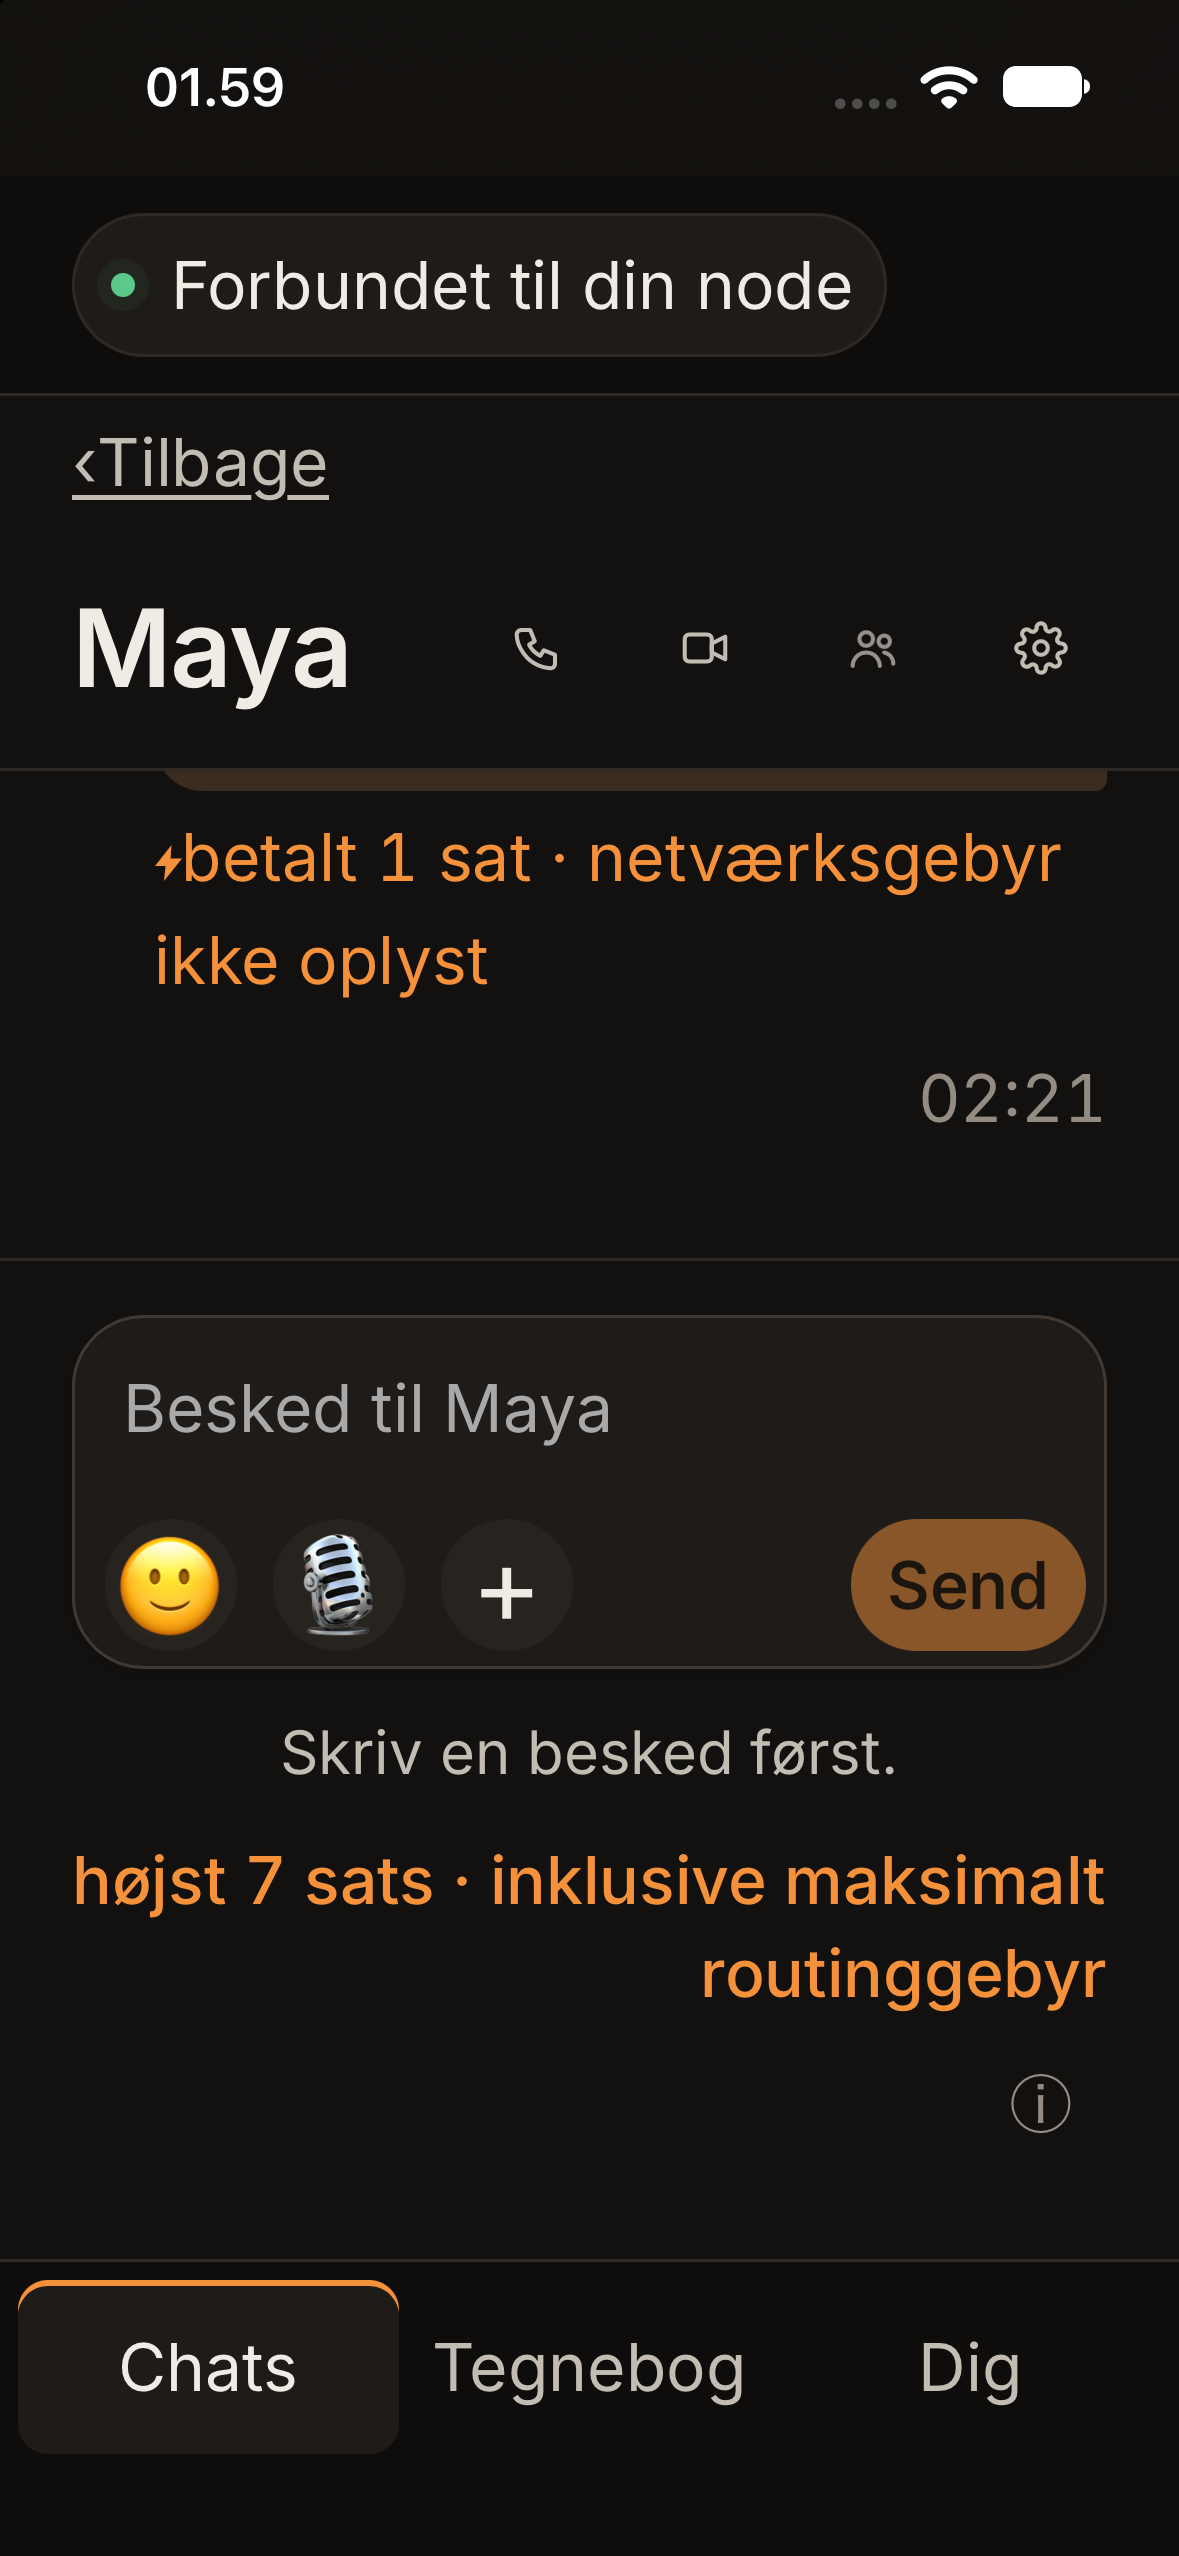 01.59
Forbundet til din node
‹Tilbage
Maya
betalt 1 sat · netværksgebyr
ikke oplyst
02:21
Besked til Maya
+
Send
Skriv en besked først.
højst 7 sats · inklusive maksimalt
routinggebyr
i
Chats
Tegnebog
Dig